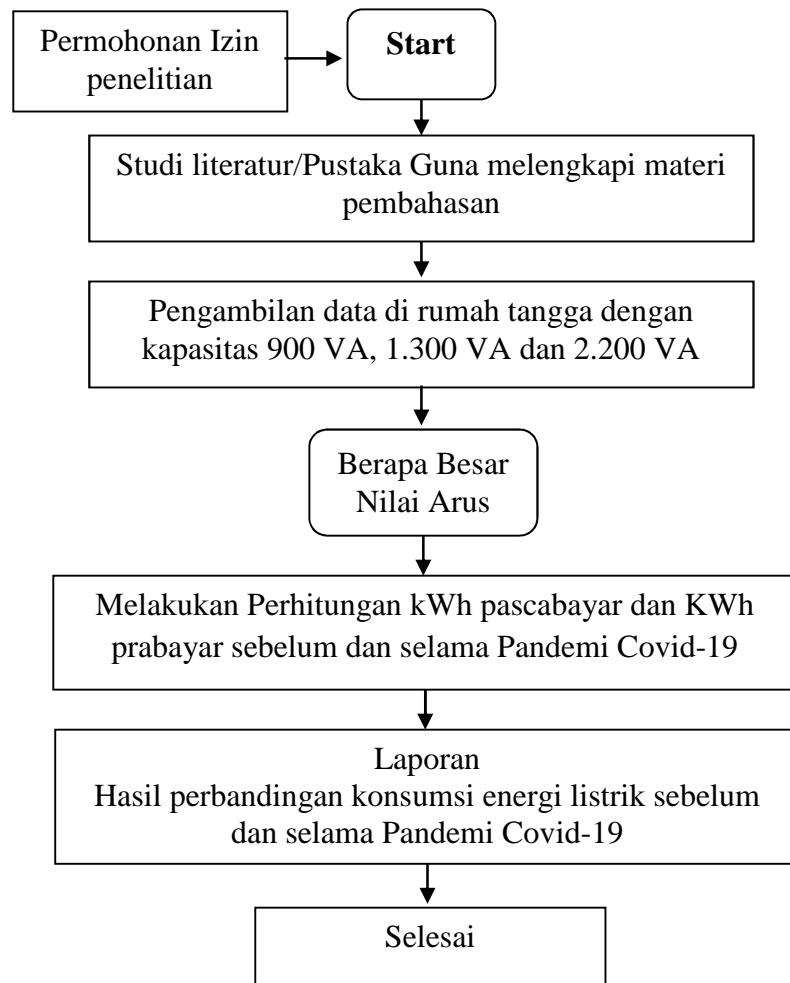 Permohonan Izin
penelitian
Start
Studi literatur/Pustaka Guna melengkapi materi
pembahasan
Pengambilan data di rumah tangga dengan
kapasitas 900 VA, 1.300 VA dan 2.200 VA
Berapa Besar
Nilai Arus
Melakukan Perhitungan kWh pascabayar dan KWh
prabayar sebelum dan selama Pandemi Covid-19
Laporan
Hasil perbandingan konsumsi energi listrik sebelum
dan selama Pandemi Covid-19
Selesai